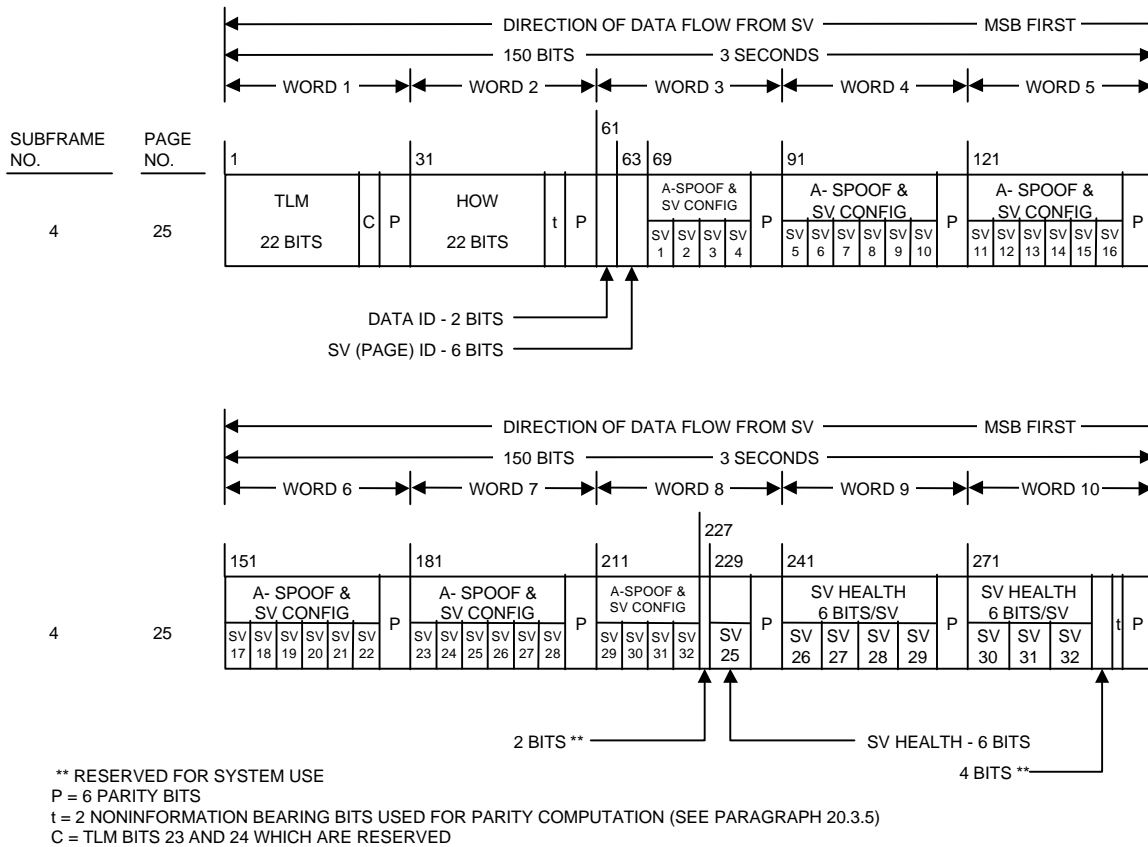 DIRECTION OF DATA FLOW FROM SV MSB FIRST
150 BITS 3 SECONDS
WORD 1 WORD 2 WORD 3 WORD 4 WORD 5
SUBFRAME NO. PAGE NO.
61
1 31 63 69 91 121
TLM 22 BITS C P HOW 22 BITS t P A-SPOOF & SV CONFIG P A- SPOOF & SV CONFIG P A- SPOOF & SV CONFIG P
4 25
SV 1 SV 2 SV 3 SV 4 SV 5 SV 6 SV 7 SV 8 SV 9 SV 10 SV 11 SV 12 SV 13 SV 14 SV 15 SV 16
DATA ID - 2 BITS
SV (PAGE) ID - 6 BITS
DIRECTION OF DATA FLOW FROM SV MSB FIRST
150 BITS 3 SECONDS
WORD 6 WORD 7 WORD 8 WORD 9 WORD 10
227
151 181 211 229 241 271
A- SPOOF & SV CONFIG P A- SPOOF & SV CONFIG P A-SPOOF & SV CONFIG P SV HEALTH 6 BITS/SV P SV HEALTH 6 BITS/SV t P
4 25
SV 17 SV 18 SV 19 SV 20 SV 21 SV 22 SV 23 SV 24 SV 25 SV 26 SV 27 SV 28 SV 29 SV 30 SV 31 SV 32 SV 25 SV 26 SV 27 SV 28 SV 29 SV 30 SV 31 SV 32
2 BITS ** SV HEALTH - 6 BITS
4 BITS **
** RESERVED FOR SYSTEM USE
P = 6 PARITY BITS
t = 2 NONINFORMATION BEARING BITS USED FOR PARITY COMPUTATION (SEE PARAGRAPH 20.3.5)
C = TLM BITS 23 AND 24 WHICH ARE RESERVED